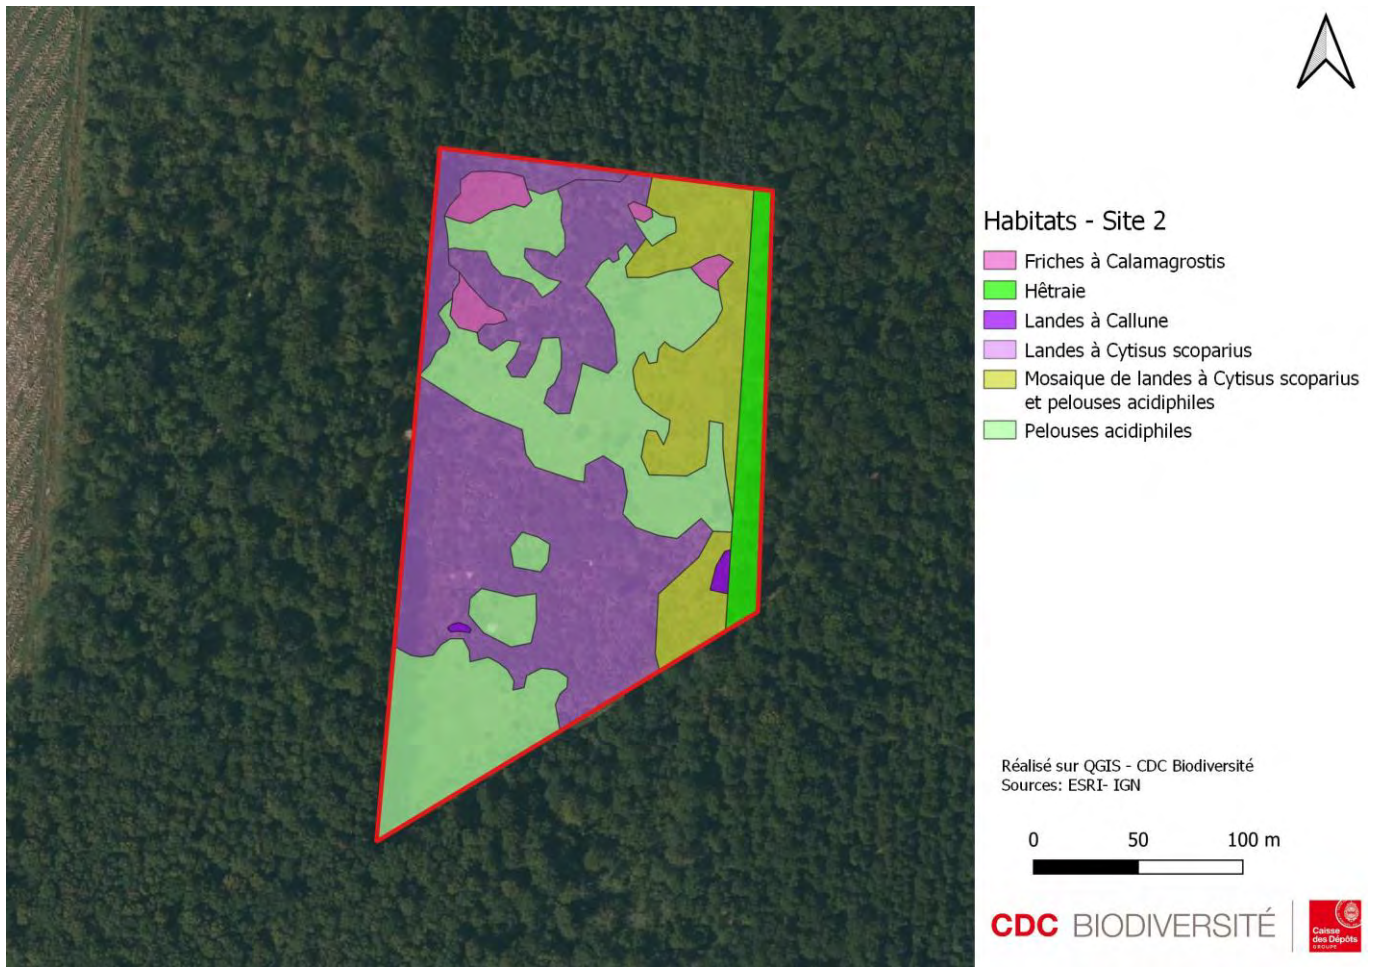 Habitats - Site 2
Friches à Calamagrostis
Hêtraie
Landes à Callune
Landes à Cytisus scoparius
Mosaique de landes à Cytisus scoparius
et pelouses acidiphiles
Pelouses acidiphiles
Réalisé sur QGIS - CDC Biodiversité
Sources: ESRI- IGN
0 50 100 m
CDC BIODIVERSITÉ
Caisse
des Dépôts
GROUPE